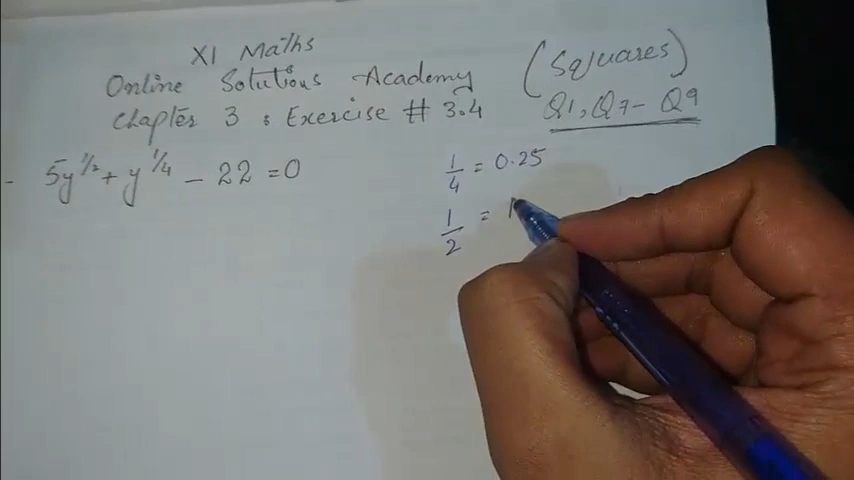 XI Maths
Online Solutions Academy
Chapter 3 : Exercise # 3.4
(Squares)
Q1, Q7 - Q9
- 5y^1/2 + y^1/4 - 22 = 0
1/4 = 0.25
1/2 =